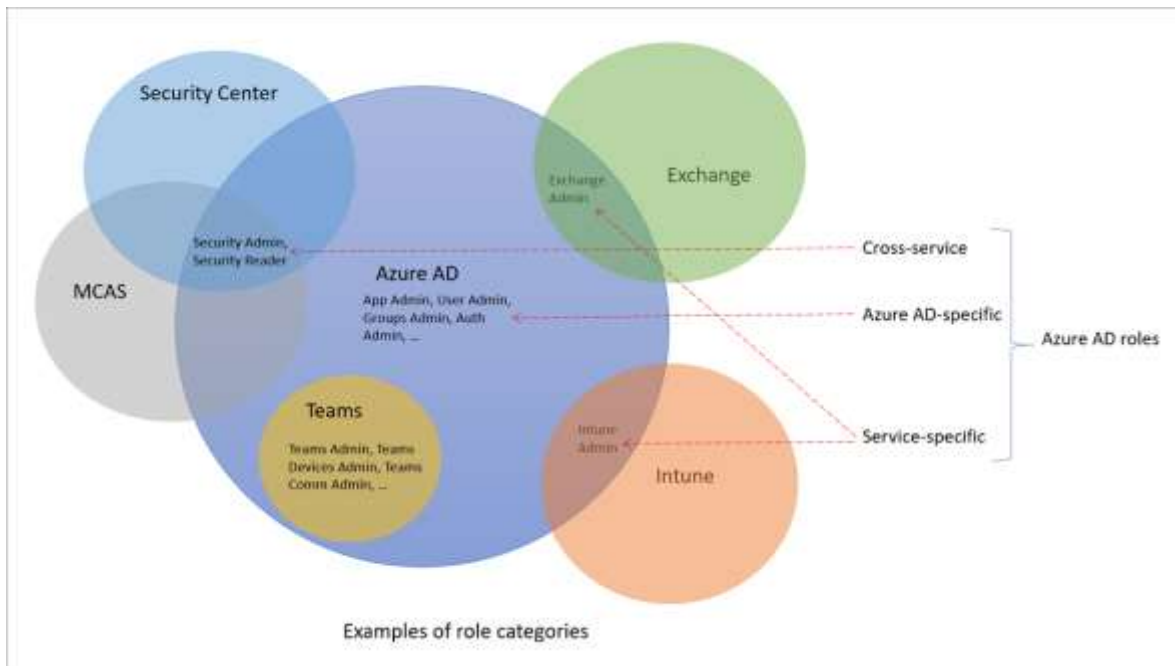 Security Center
Exchange
Exchange
Admin
Security Admin,
Security Reader
Cross-service
MCAS
Azure AD
App Admin, User Admin,
Groups Admin, Auth
Admin, ...
Azure AD-specific
Azure AD roles
Teams
Teams Admin, Teams
Devices Admin, Teams
Comm Admin, ...
Intune
Admin
Service-specific
Intune
Examples of role categories